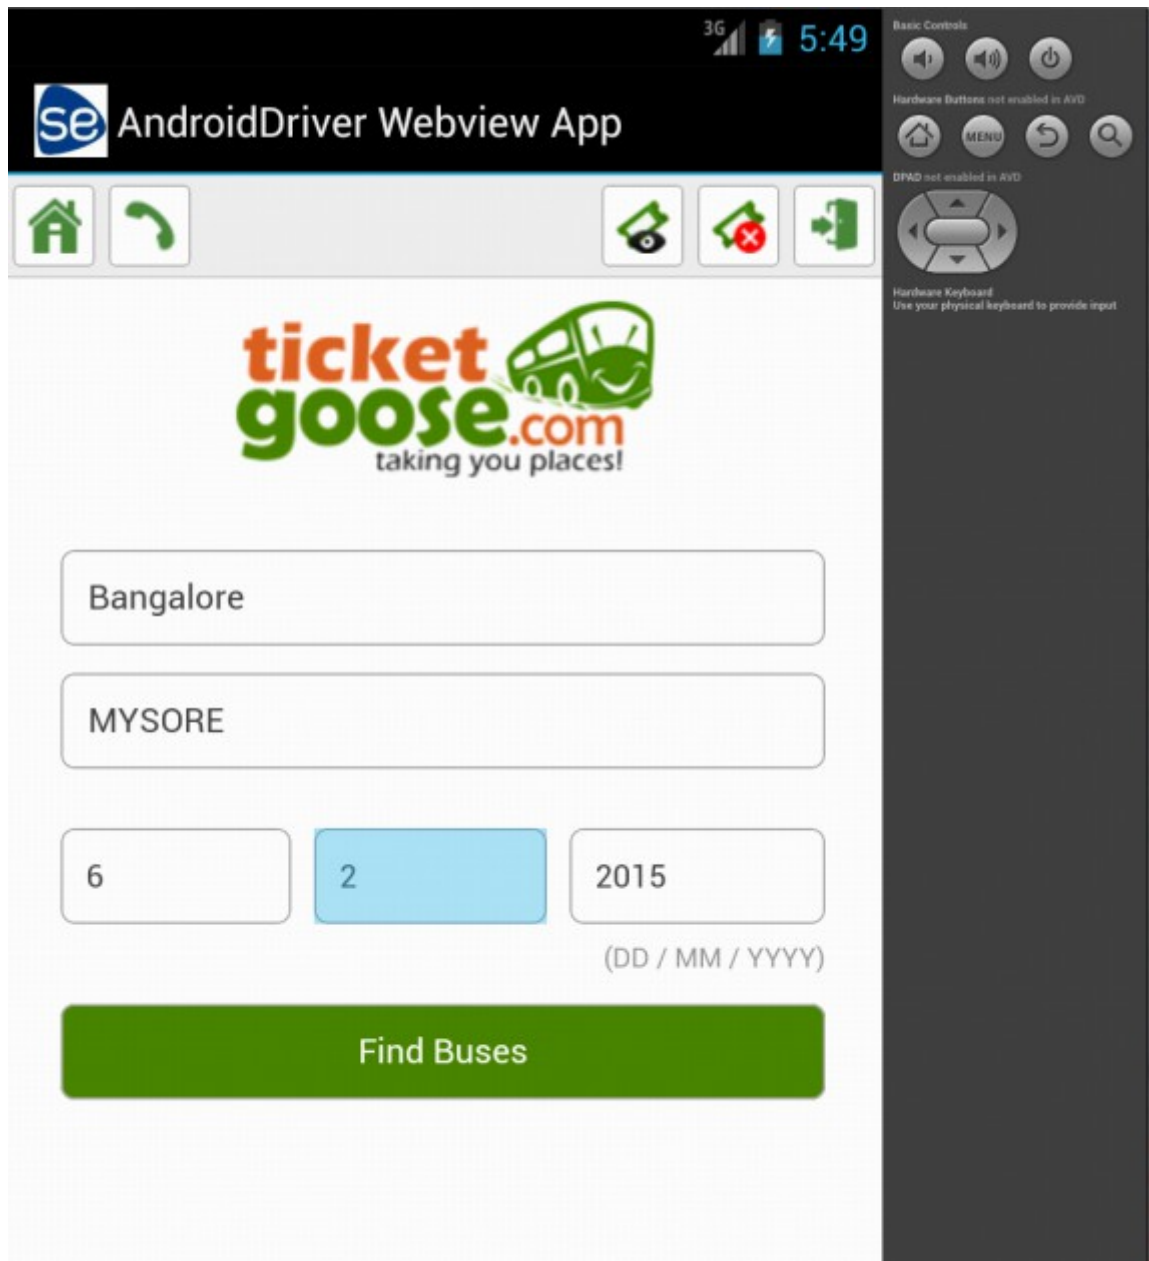 3G 5:49
se AndroidDriver Webview App
ticket
goose.com
taking you places!
Bangalore
MYSORE
6 2 2015
(DD / MM / YYYY)
Find Buses
Basic Controls
Hardware Buttons not enabled in AVD
MENU
DPAD not enabled in AVD
Hardware Keyboard
Use your physical keyboard to provide input